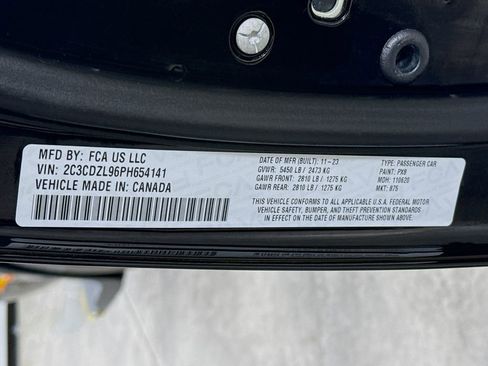 MFD BY: FCA US LLC
VIN: 2C3CDZL96PH654141
VEHICLE MADE IN: CANADA
DATE OF MFR (BUILT): 11-23
GVWR: 5450 LB / 2473 KG
GAWR FRONT: 2810 LB / 1275 KG
GAWR REAR: 2810 LB / 1275 KG
TYPE: PASSENGER CAR
PAINT: PX8
MDH: 110620
MKT: 875
THIS VEHICLE CONFORMS TO ALL APPLICABLE U.S.A. FEDERAL MOTOR
VEHICLE SAFETY, BUMPER, AND THEFT PREVENTION STANDARDS
IN EFFECT ON THE DATE OF MANUFACTURE SHOWN ABOVE.